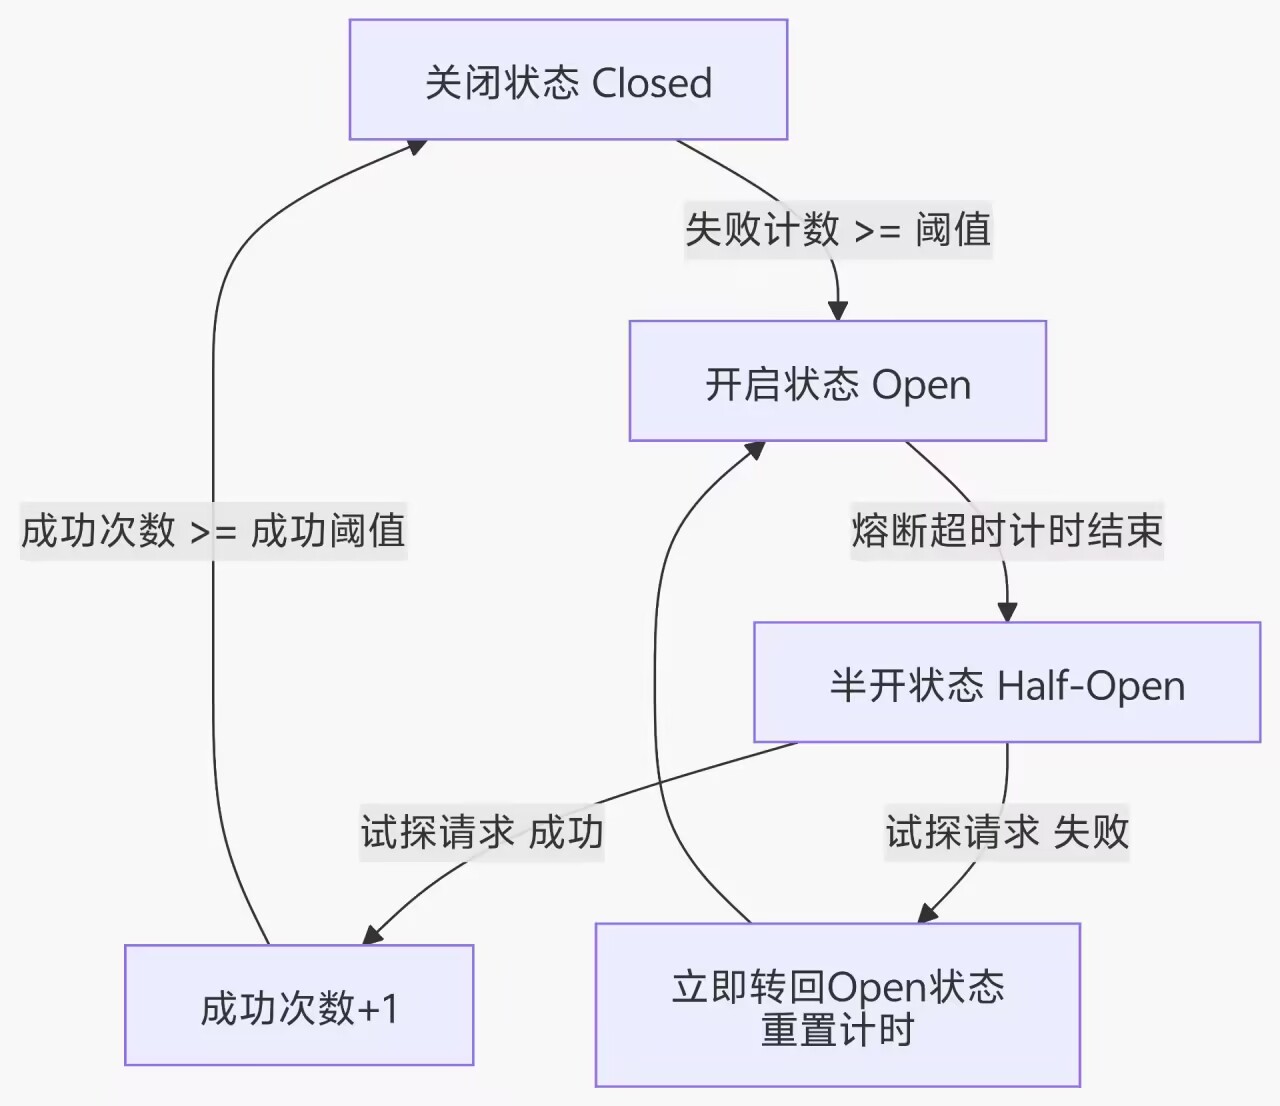 关闭状态 Closed
失败计数 >= 阈值
开启状态 Open
成功次数 >= 成功阈值
熔断超时计时结束
半开状态 Half-Open
试探请求 成功
试探请求 失败
成功次数+1
立即转回Open状态
重置计时